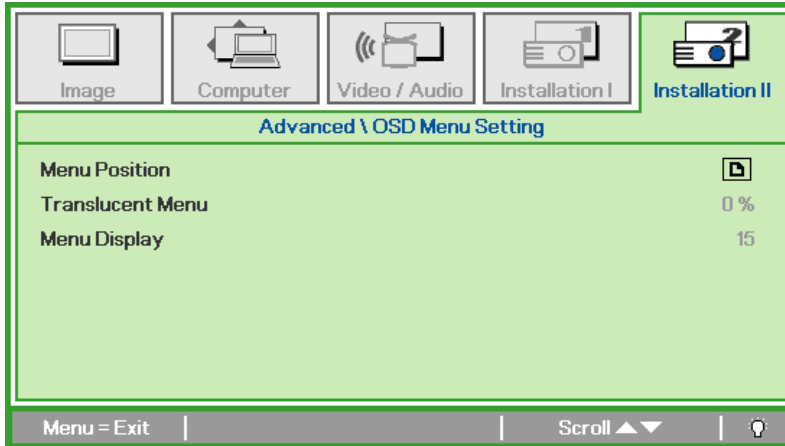 Image Computer Video / Audio Installation I Installation II
Advanced \ OSD Menu Setting
Menu Position
Translucent Menu 0 %
Menu Display 15
Menu = Exit Scroll ▲▼